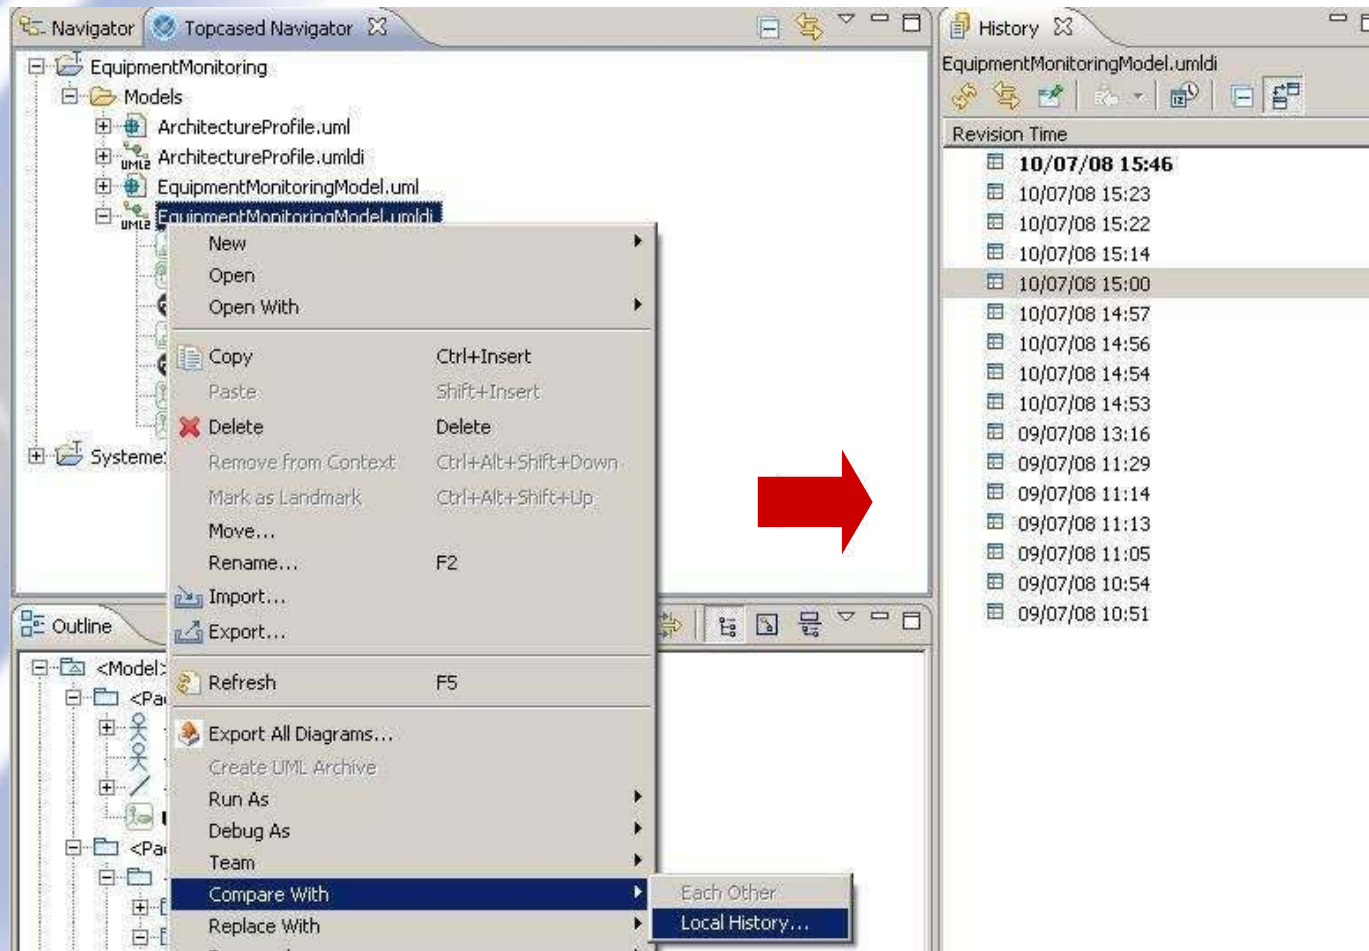 Navigator
Topcased Navigator
EquipmentMonitoring
Models
ArchitectureProfile.uml
ArchitectureProfile.umldi
EquipmentMonitoringModel.uml
EquipmentMonitoringModel.umldi
Systeme
New
Open
Open With
Copy Ctrl+Insert
Paste Shift+Insert
Delete Delete
Remove from Context Ctrl+Alt+Shift+Down
Mark as Landmark Ctrl+Alt+Shift+Up
Move...
Rename... F2
Import...
Export...
Refresh F5
Export All Diagrams...
Create UML Archive
Run As
Debug As
Team
Compare With
Replace With
Each Other
Local History...
Outline
<Model>
<Pa
<Pa
History
EquipmentMonitoringModel.umldi
Revision Time
10/07/08 15:46
10/07/08 15:23
10/07/08 15:22
10/07/08 15:14
10/07/08 15:00
10/07/08 14:57
10/07/08 14:56
10/07/08 14:54
10/07/08 14:53
09/07/08 13:16
09/07/08 11:29
09/07/08 11:14
09/07/08 11:13
09/07/08 11:05
09/07/08 10:54
09/07/08 10:51